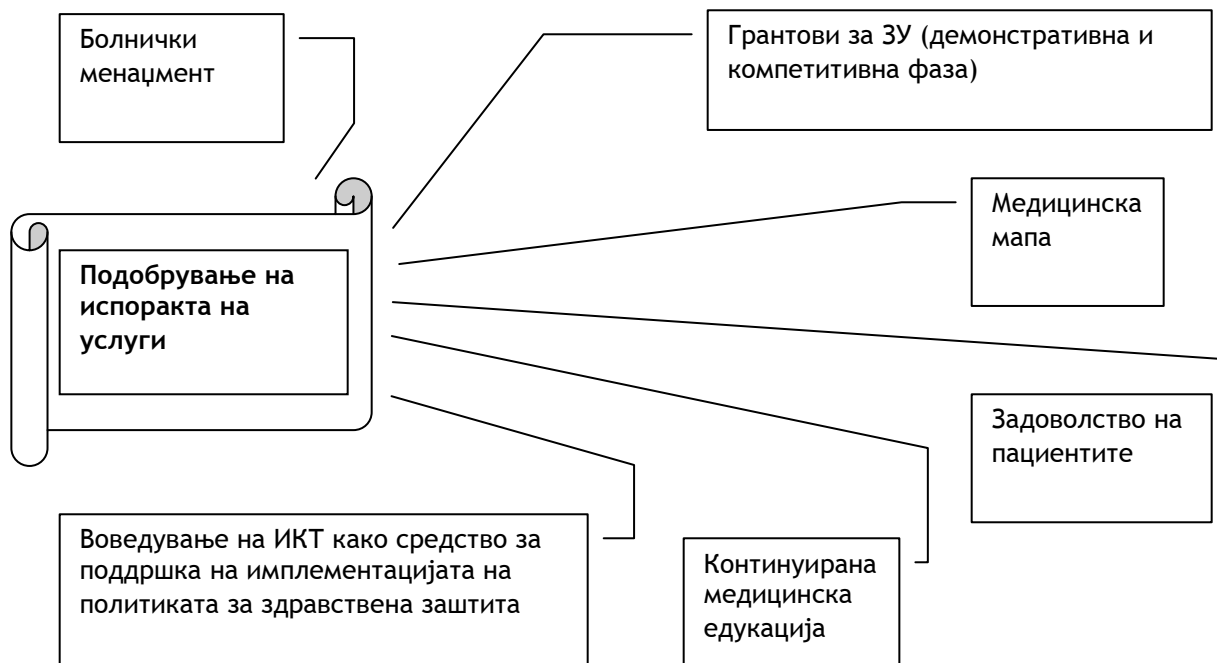 Болнички
менаџмент
Грантови за ЗУ (демонстративна и
компетитивна фаза)
Медицинска
мапа
Подобрување на
испоракта на
услуги
Задоволство на
пациентите
Воведување на ИКТ како средство за
поддршка на имплементацијата на
политиката за здравствена заштита
Континуирана
медицинска
едукација